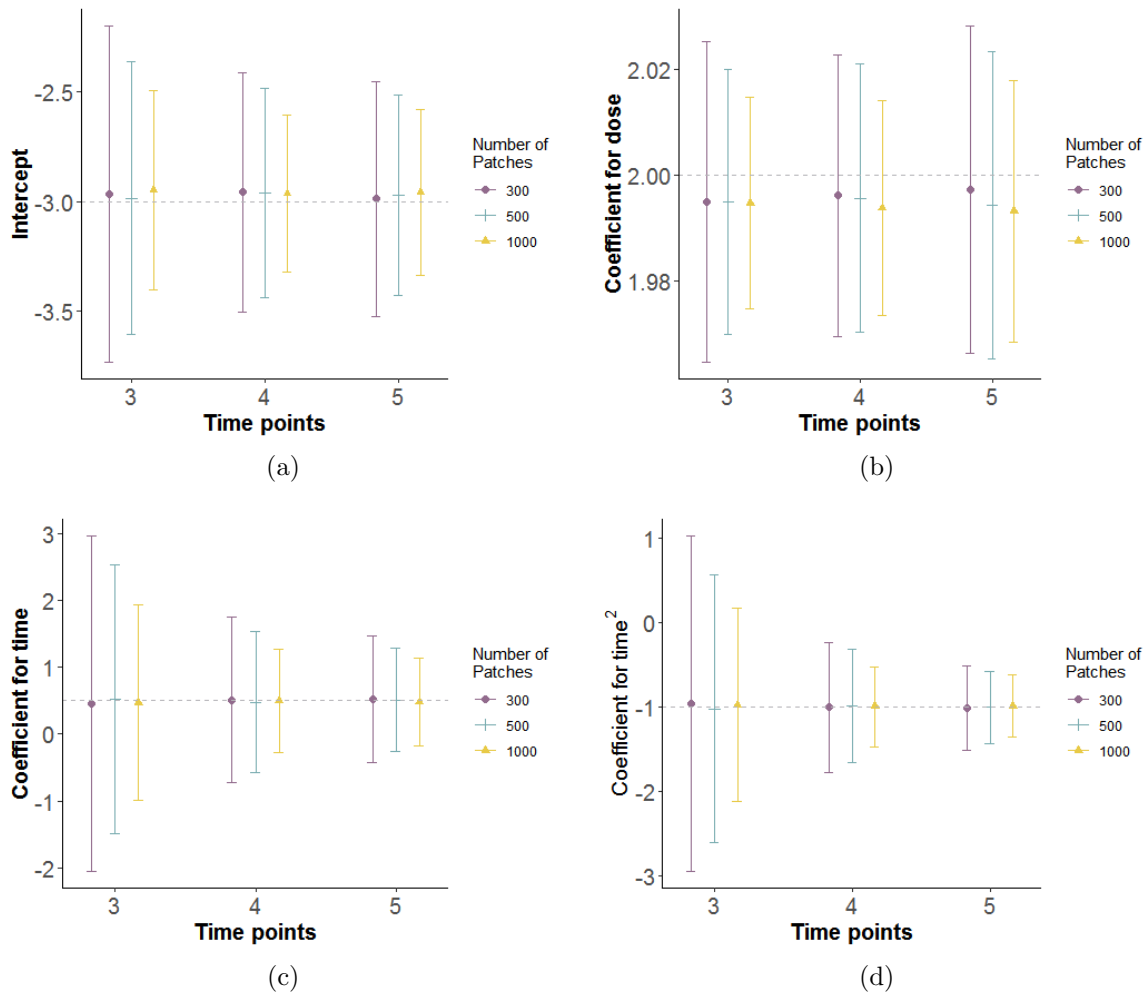 -2.5
-3.0
-3.5
Intercept
3 4 5
Time points
Number of
Patches
300
500
1000
(a)
2.02
2.00
1.98
Coefficient for dose
3 4 5
Time points
Number of
Patches
300
500
1000
(b)
3
2
1
0
-1
-2
Coefficient for time
3 4 5
Time points
Number of
Patches
300
500
1000
(c)
1
0
-1
-2
-3
Coefficient for time²
3 4 5
Time points
Number of
Patches
300
500
1000
(d)